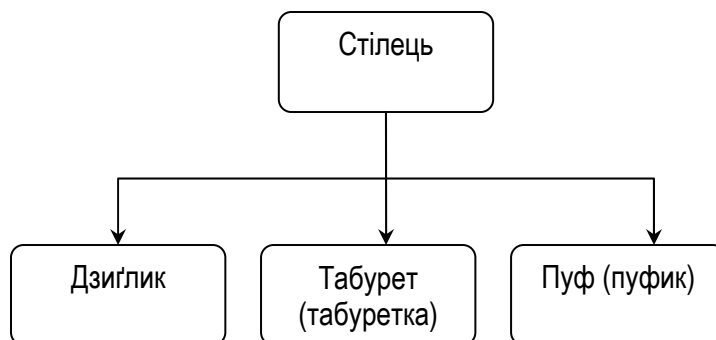 Стілець
Дзиґлик
Табурет
(табуретка)
Пуф (пуфик)